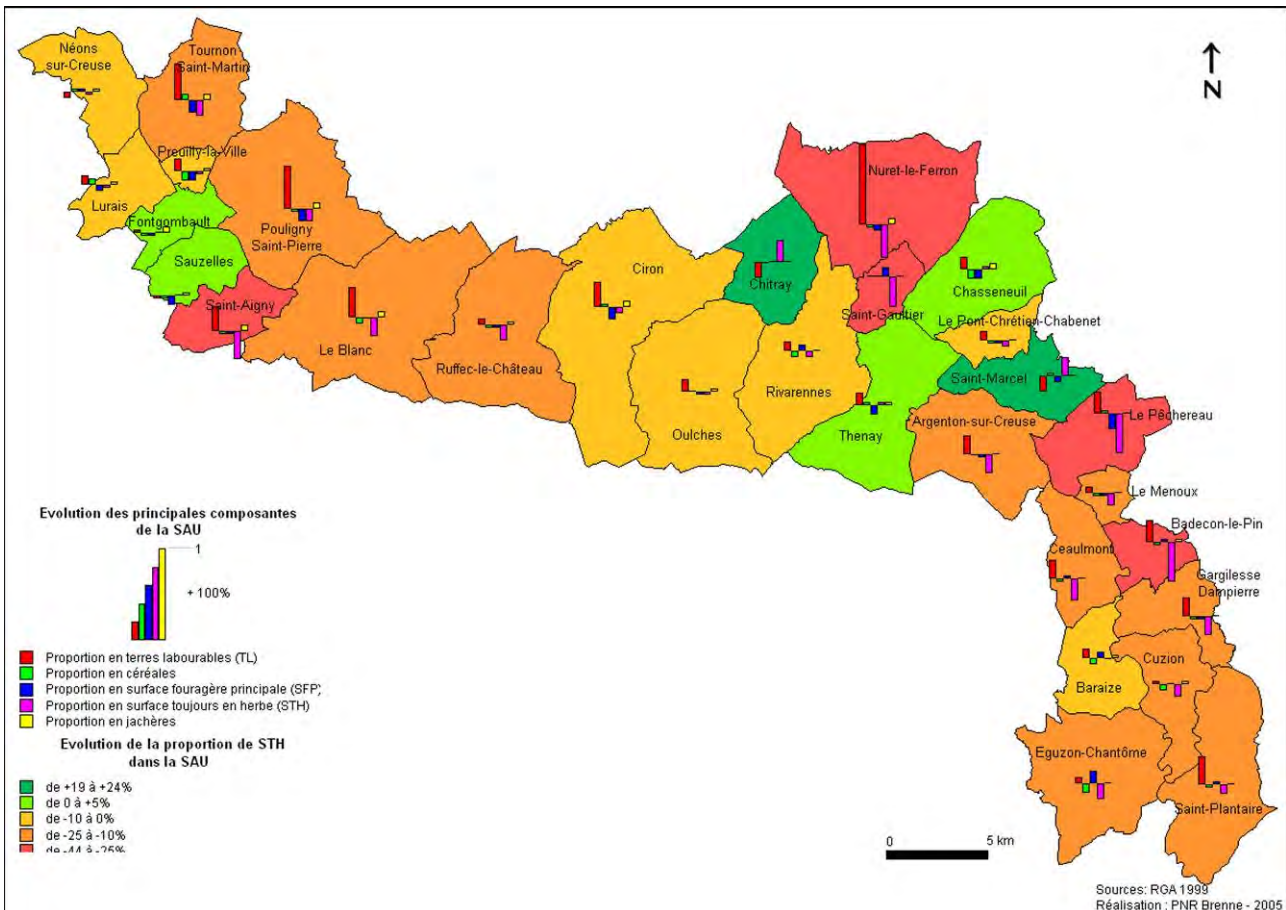 Néons
sur-Creuse
Tournon
Saint-Martin
N
Preuilly-la-Ville
Nuret-le-Ferron
Lurais
Fontgombault
Pouligny
Saint-Pierre
Sauzelles
Ciron
Chitray
Chasseneuil
Saint-Aigny
Saint-Gaultier
Le Pont-Chrétien-Chabenet
Le Blanc
Ruffec-le-Château
Rivarennes
Saint-Marcel
Oulches
Thenay
Argenton-sur-Creuse
Le Pêchereau
Le Menoux
Badecon-le-Pin
Ceaulmont
Gargilesse
Dampierre
Cuzion
Baraize
Eguzon-Chantôme
Saint-Plantaire
Evolution des principales composantes
de la SAU
1
+ 100%
Proportion en terres labourables (TL)
Proportion en céréales
Proportion en surface fouragère principale (SFP)
Proportion en surface toujours en herbe (STH)
Proportion en jachères
Evolution de la proportion de STH
dans la SAU
de +19 à +24%
de 0 à +5%
de -10 à 0%
de -25 à -10%
de -44 à -25%
0 5 km
Sources: RGA 1999
Réalisation : PNR Brenne - 2005